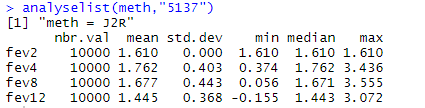 > analyselist(meth,"5137")
[1] "meth = J2R"
nbr.val mean std.dev min median max
fev2 10000 1.610 0.000 1.610 1.610 1.610
fev4 10000 1.762 0.403 0.374 1.762 3.436
fev8 10000 1.677 0.443 0.056 1.671 3.555
fev12 10000 1.445 0.368 -0.155 1.443 3.072